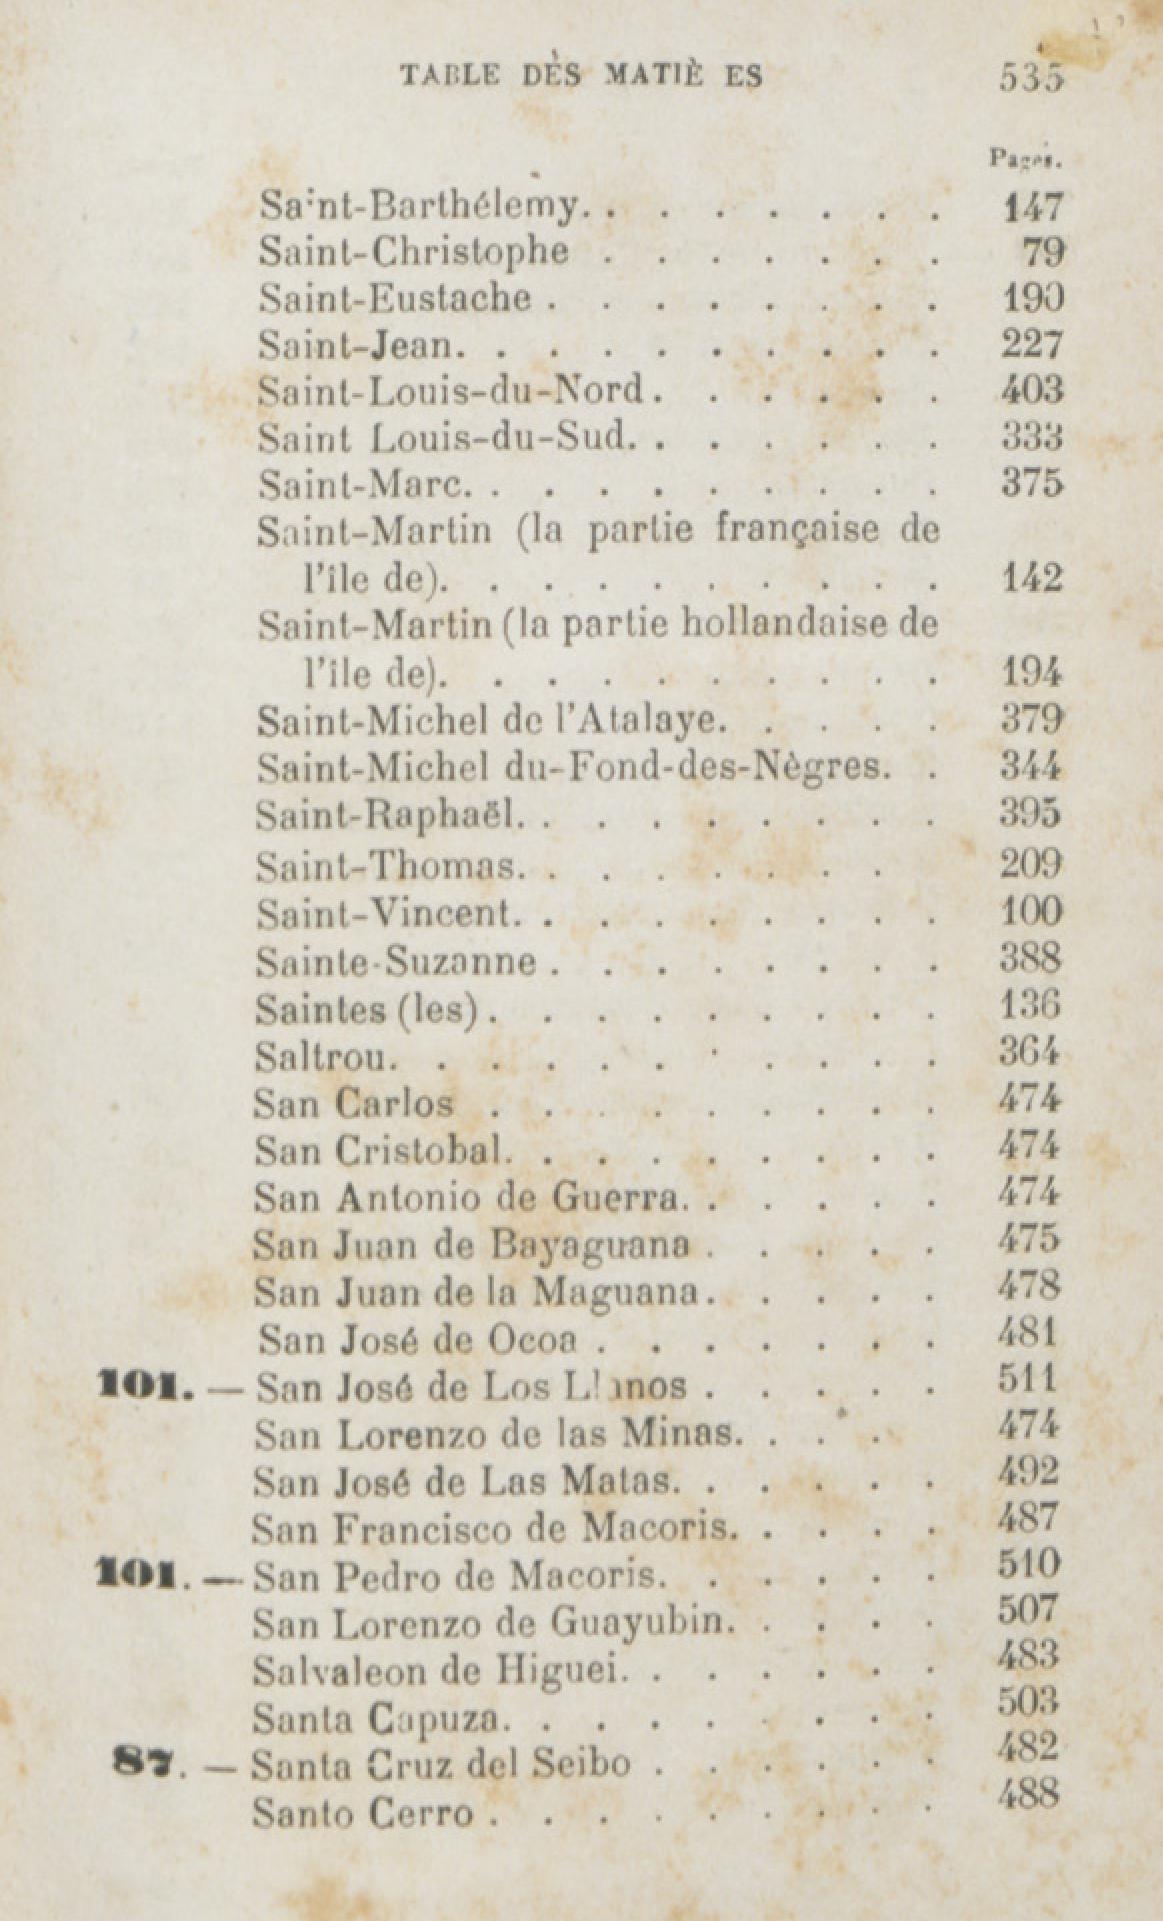 TABLE DES MATIÈ ES 535
Pages.
Saint-Barthélemy. . . . . . . . 147
Saint-Christophe . . . . . . . 79
Saint-Eustache . . . . . . . . 190
Saint-Jean. . . . . . . . . . 227
Saint-Louis-du-Nord . . . . . . 403
Saint Louis-du-Sud. . . . . . . 333
Saint-Marc. . . . . . . . . . 375
Saint-Martin (la partie française de
l'île de). . . . . . . . . . 142
Saint-Martin (la partie hollandaise de
l'île de). . . . . . . . . . 194
Saint-Michel de l'Atalaye. . . . . 379
Saint-Michel du-Fond-des-Nègres. . 344
Saint-Raphaël. . . . . . . . . 395
Saint-Thomas. . . . . . . . 209
Saint-Vincent. . . . . . . . . 100
Sainte-Suzanne . . . . . . . . 388
Saintes (les) . . . . . . . . . 136
Saltrou. . . . . . . . . . . 364
San Carlos . . . . . . . . . 474
San Cristobal. . . . . . . . . 474
San Antonio de Guerra. . . . . . 474
San Juan de Bayaguana . . . . . 475
San Juan de la Maguana . . . . . 478
San José de Ocoa . . . . . . . 481
101. — San José de Los Llanos . . . . . 511
San Lorenzo de las Minas. . . . 474
San José de Las Matas. . . . . . 492
San Francisco de Macoris. . . . . 487
101. — San Pedro de Macoris. . . . . . 510
San Lorenzo de Guayubin. . . . . 507
Salvaleon de Higuei. . . . . . . 483
Santa Capuza. . . . . . . . . 503
87. — Santa Cruz del Seibo . . . . . . 482
Santo Cerro . . . . . . . . . 488